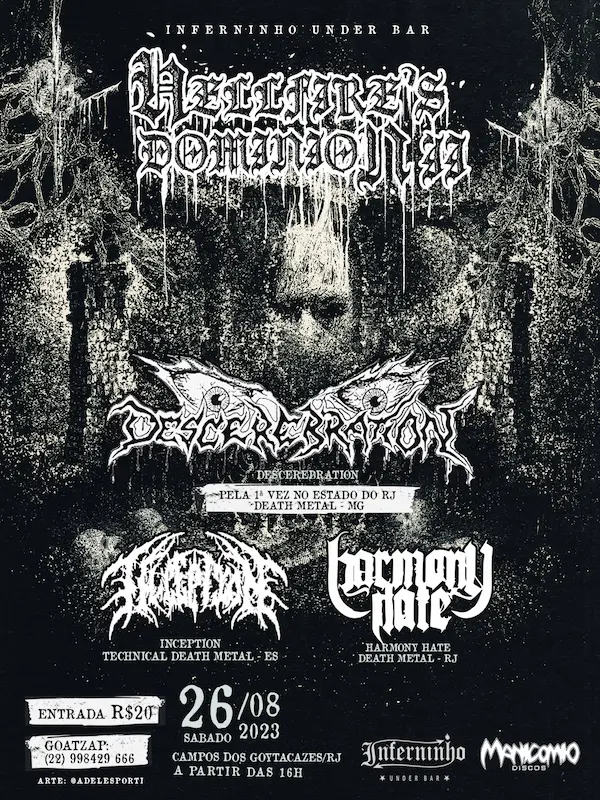 INFERNINHO UNDER BAR
HELLFIRE'S
DOMINION II
DESCEREBRATION
DESCEREBRATION
PELA 1ª VEZ NO ESTADO DO RJ
DEATH METAL - MG
INCEPTION
harmony
hate
INCEPTION
TECHNICAL DEATH METAL - ES
HARMONY HATE
DEATH METAL - RJ
ENTRADA R$20
26/08
SABADO 2023
GOATZAP:
(22) 998429 666
CAMPOS DOS GOYTACAZES/RJ
A PARTIR DAS 16H
ARTE: @ADELESPORTI
Inferninho
UNDER BAR
MANICOMIO
DISCOS